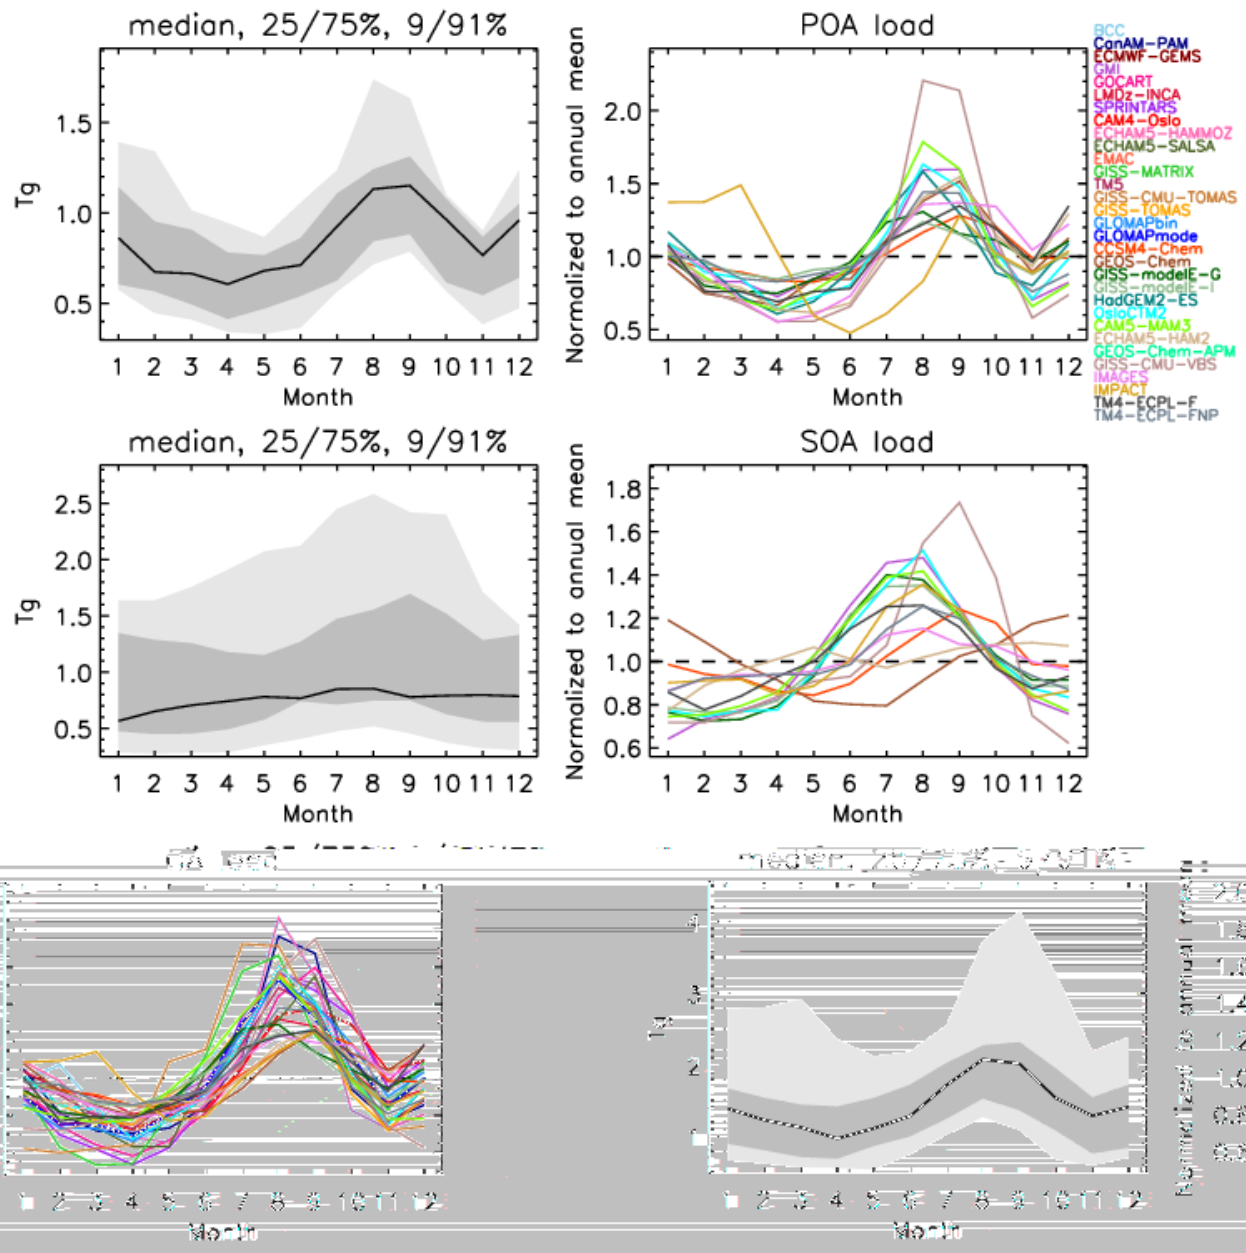 median, 25/75%, 9/91%
Tg
1.5
1.0
0.5
1 2 3 4 5 6 7 8 9 10 11 12
Month
POA load
Normalized to annual mean
2.0
1.5
1.0
0.5
1 2 3 4 5 6 7 8 9 10 11 12
Month
BCC
CanAM-PAM
ECMWF-GEMS
GMI
GOCART
LMDz-INCA
SPRINTARS
CAM4-Oslo
ECHAM5-HAMMOZ
ECHAM5-SALSA
EMAC
GISS-MATRIX
TM5
GISS-CMU-TOMAS
GISS-TOMAS
GLOMAPbin
GLOMAPmode
CCSM4-Chem
GEOS-Chem
GISS-modelE-G
GISS-modelE-I
HadGEM2-ES
OsloCTM2
CAM5-MAM3
ECHAM5-HAM2
GEOS-Chem-APM
GISS-CMU-VBS
IMAGES
IMPACT
TM4-ECPL-F
TM4-ECPL-FNP
median, 25/75%, 9/91%
Tg
2.5
2.0
1.5
1.0
0.5
1 2 3 4 5 6 7 8 9 10 11 12
Month
SOA load
Normalized to annual mean
1.8
1.6
1.4
1.2
1.0
0.8
0.6
1 2 3 4 5 6 7 8 9 10 11 12
Month
2 3 4 5 6 7 8 9 10 11 12
Tg
4
3
2
2 3 4 5 6 7 8 9 10 11 12